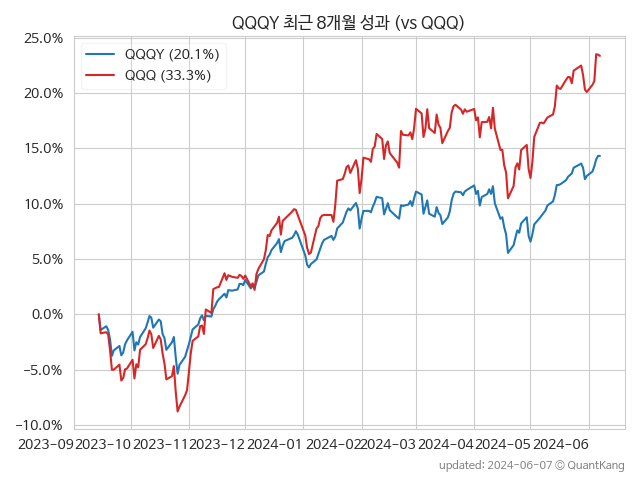 QQQY 최근 8개월 성과 (vs QQQ)
QQQY (20.1%)
QQQ (33.3%)
25.0%
20.0%
15.0%
10.0%
5.0%
0.0%
−5.0%
−10.0%
2023-09 2023-10 2023-11 2023-12 2024-01 2024-02 2024-03 2024-04 2024-05 2024-06
updated: 2024-06-07 © QuantKang